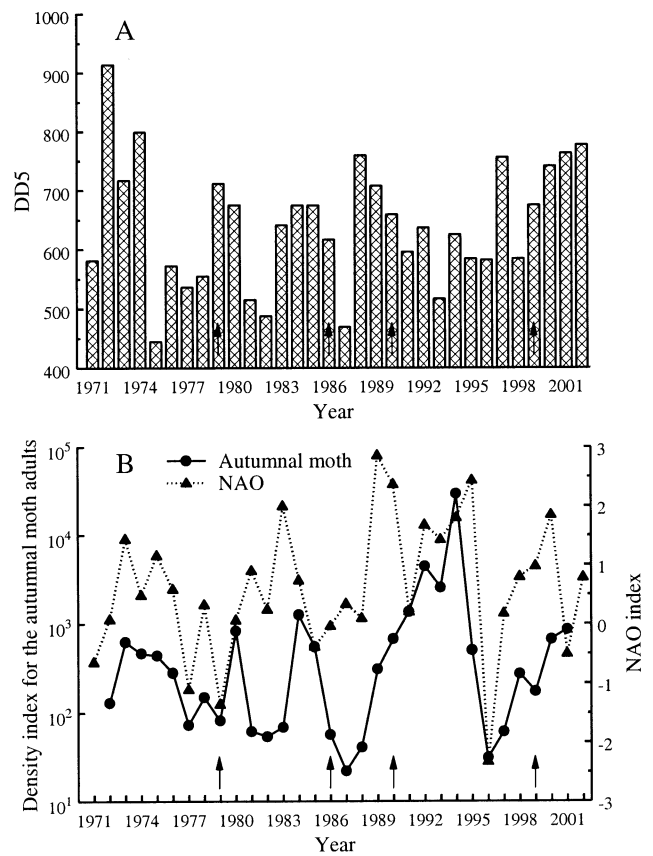 A
1000
900
800
700
600
500
400
DD5
1971 1974 1977 1980 1983 1986 1989 1992 1995 1998 2001
Year
B
Autumnal moth
NAO
10^5
10^4
10^3
10^2
10^1
Density index for the autumnal moth adults
3
2
1
0
-1
-2
-3
NAO index
1971 1974 1977 1980 1983 1986 1989 1992 1995 1998 2001
Year